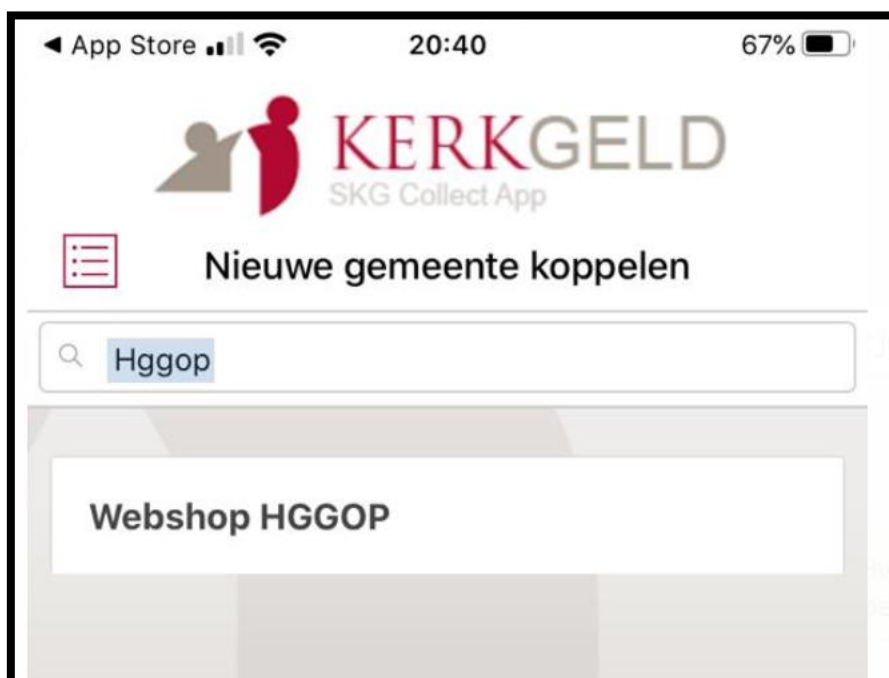 ◀ App Store 20:40 67%
KERKGELD
SKG Collect App
Nieuwe gemeente koppelen
Hggop
Webshop HGGOP